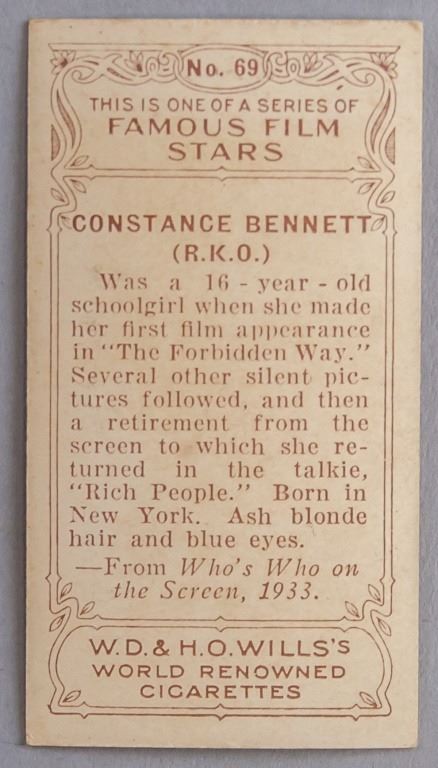 No. 69
THIS IS ONE OF A SERIES OF
FAMOUS FILM
STARS
CONSTANCE BENNETT
(R.K.O.)
Was a 16-year-old
schoolgirl when she made
her first film appearance
in "The Forbidden Way."
Several other silent pic-
tures followed, and then
a retirement from the
screen to which she re-
turned in the talkie,
"Rich People." Born in
New York. Ash blonde
hair and blue eyes.
—From Who's Who on
the Screen, 1933.
W.D. & H.O. WILLS's
WORLD RENOWNED
CIGARETTES